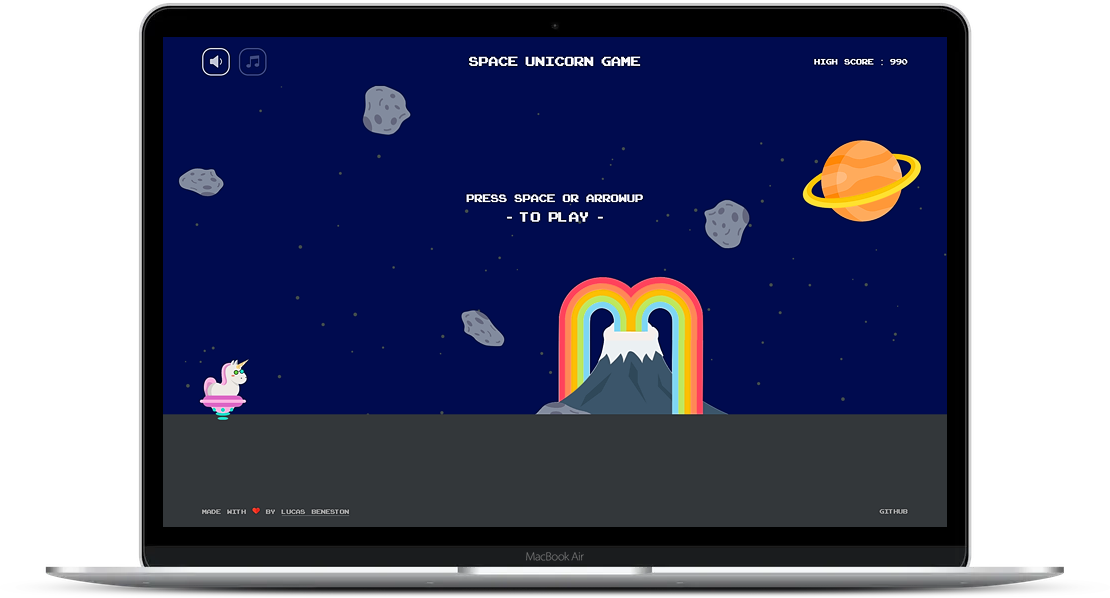 SPACE UNICORN GAME
HIGH SCORE : 990
PRESS SPACE OR ARROWUP
- TO PLAY -
MADE WITH ❤ BY LUCAS BENESTON
GITHUB
MacBook Air